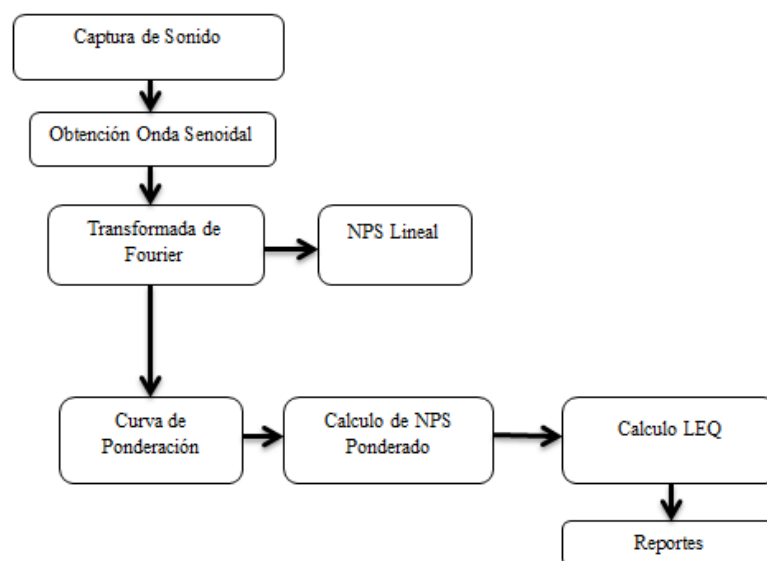 Captura de Sonido
Obtención Onda Senoidal
Transformada de
Fourier
NPS Lineal
Curva de
Ponderación
Calculo de NPS
Ponderado
Calculo LEQ
Reportes